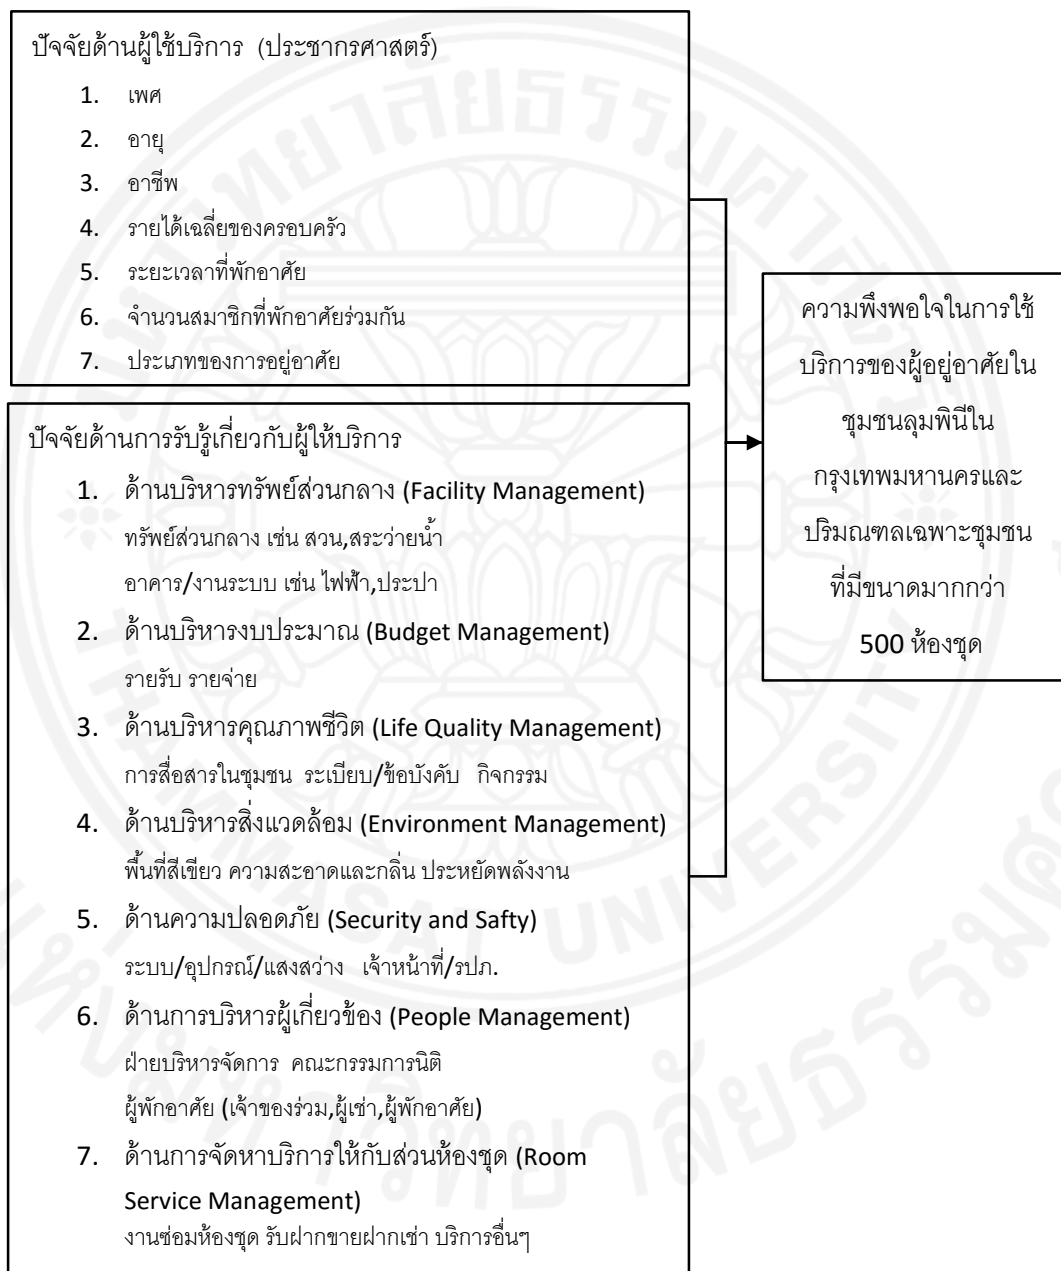 ปัจจัยด้านผู้ใช้บริการ (ประชากรศาสตร์)
1. เพศ
2. อายุ
3. อาชีพ
4. รายได้เฉลี่ยของครอบครัว
5. ระยะเวลาที่พักอาศัย
6. จำนวนสมาชิกที่พักอาศัยร่วมกัน
7. ประเภทของการอยู่อาศัย
ปัจจัยด้านการรับรู้เกี่ยวกับผู้ให้บริการ
1. ด้านบริหารทรัพย์ส่วนกลาง (Facility Management)
ทรัพย์ส่วนกลาง เช่น สวน,สระว่ายน้ำ
อาคาร/งานระบบ เช่น ไฟฟ้า,ประปา
2. ด้านบริหารงบประมาณ (Budget Management)
รายรับ รายจ่าย
3. ด้านบริหารคุณภาพชีวิต (Life Quality Management)
การสื่อสารในชุมชน ระเบียบ/ข้อบังคับ กิจกรรม
4. ด้านบริหารสิ่งแวดล้อม (Environment Management)
พื้นที่สีเขียว ความสะอาดและกลิ่น ประหยัดพลังงาน
5. ด้านความปลอดภัย (Security and Safty)
ระบบ/อุปกรณ์/แสงสว่าง เจ้าหน้าที่/รปภ.
6. ด้านการบริหารผู้เกี่ยวข้อง (People Management)
ฝ่ายบริหารจัดการ คณะกรรมการนิติ
ผู้พักอาศัย (เจ้าของร่วม,ผู้เช่า,ผู้พักอาศัย)
7. ด้านการจัดหาบริการให้กับส่วนห้องชุด (Room
Service Management)
งานซ่อมห้องชุด รับฝากขายฝากเช่า บริการอื่นๆ
ความพึงพอใจในการใช้
บริการของผู้อยู่อาศัยใน
ชุมชนลุมพินีใน
กรุงเทพมหานครและ
ปริมณฑลเฉพาะชุมชน
ที่มีขนาดมากกว่า
500 ห้องชุด
มหาวิทยาลัยธรรมศาสตร์
THAMMASAT UNIVERSITY